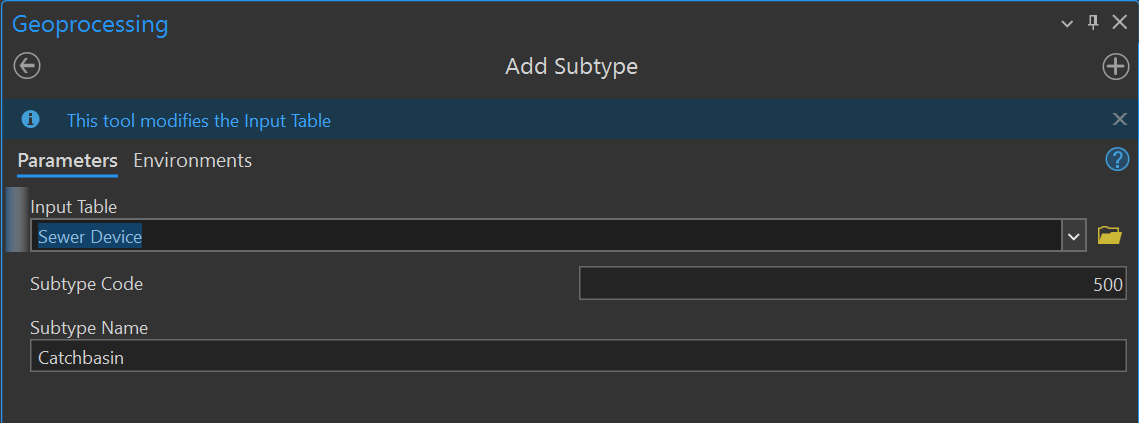 Geoprocessing
Add Subtype
This tool modifies the Input Table
Parameters Environments
Input Table
Sewer Device
Subtype Code 500
Subtype Name
Catchbasin